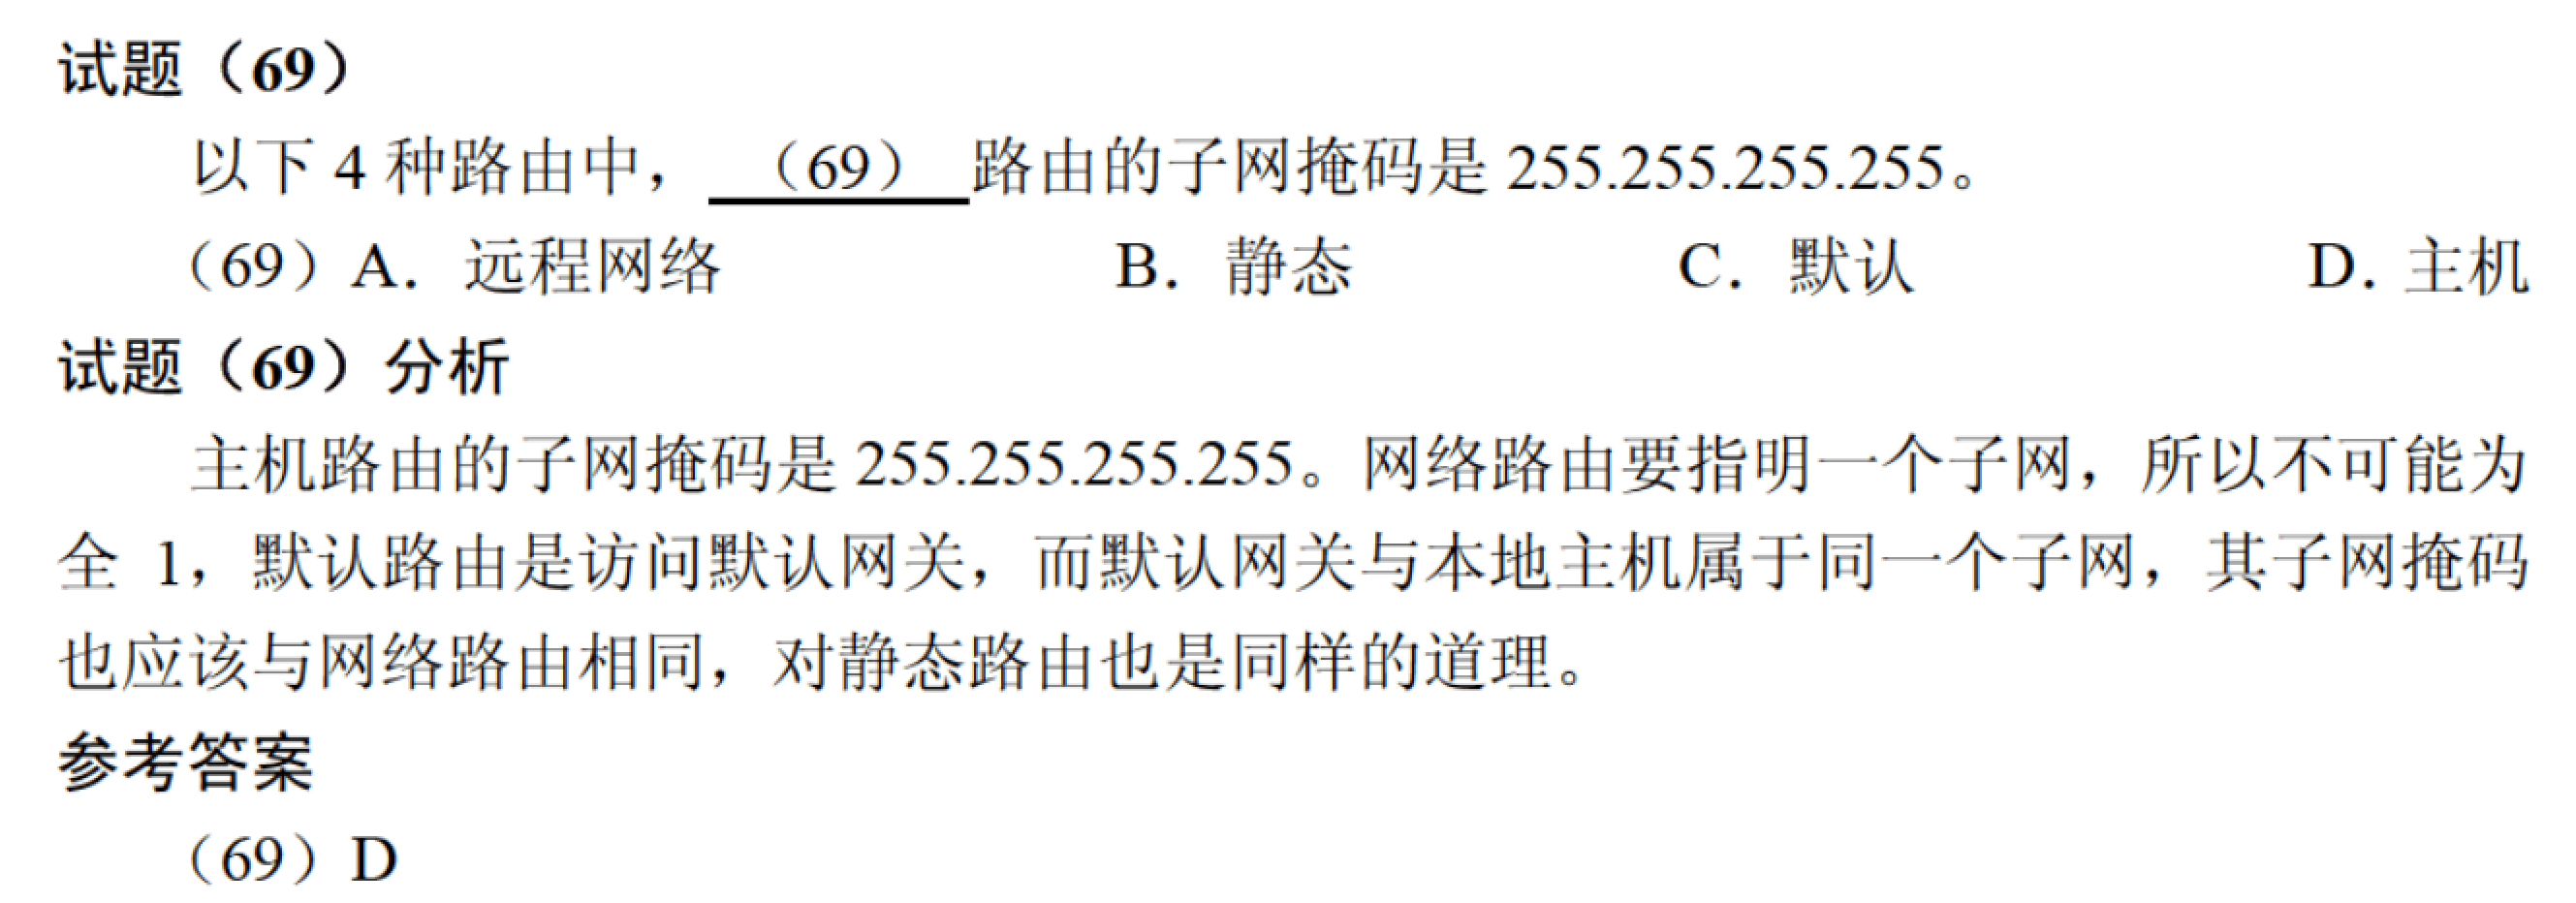 试题（69）
以下 4 种路由中，（69）路由的子网掩码是 255.255.255.255。
（69）A．远程网络 B．静态 C．默认 D．主机
试题（69）分析
主机路由的子网掩码是 255.255.255.255。网络路由要指明一个子网，所以不可能为
全 1，默认路由是访问默认网关，而默认网关与本地主机属于同一个子网，其子网掩码
也应该与网络路由相同，对静态路由也是同样的道理。
参考答案
（69）D